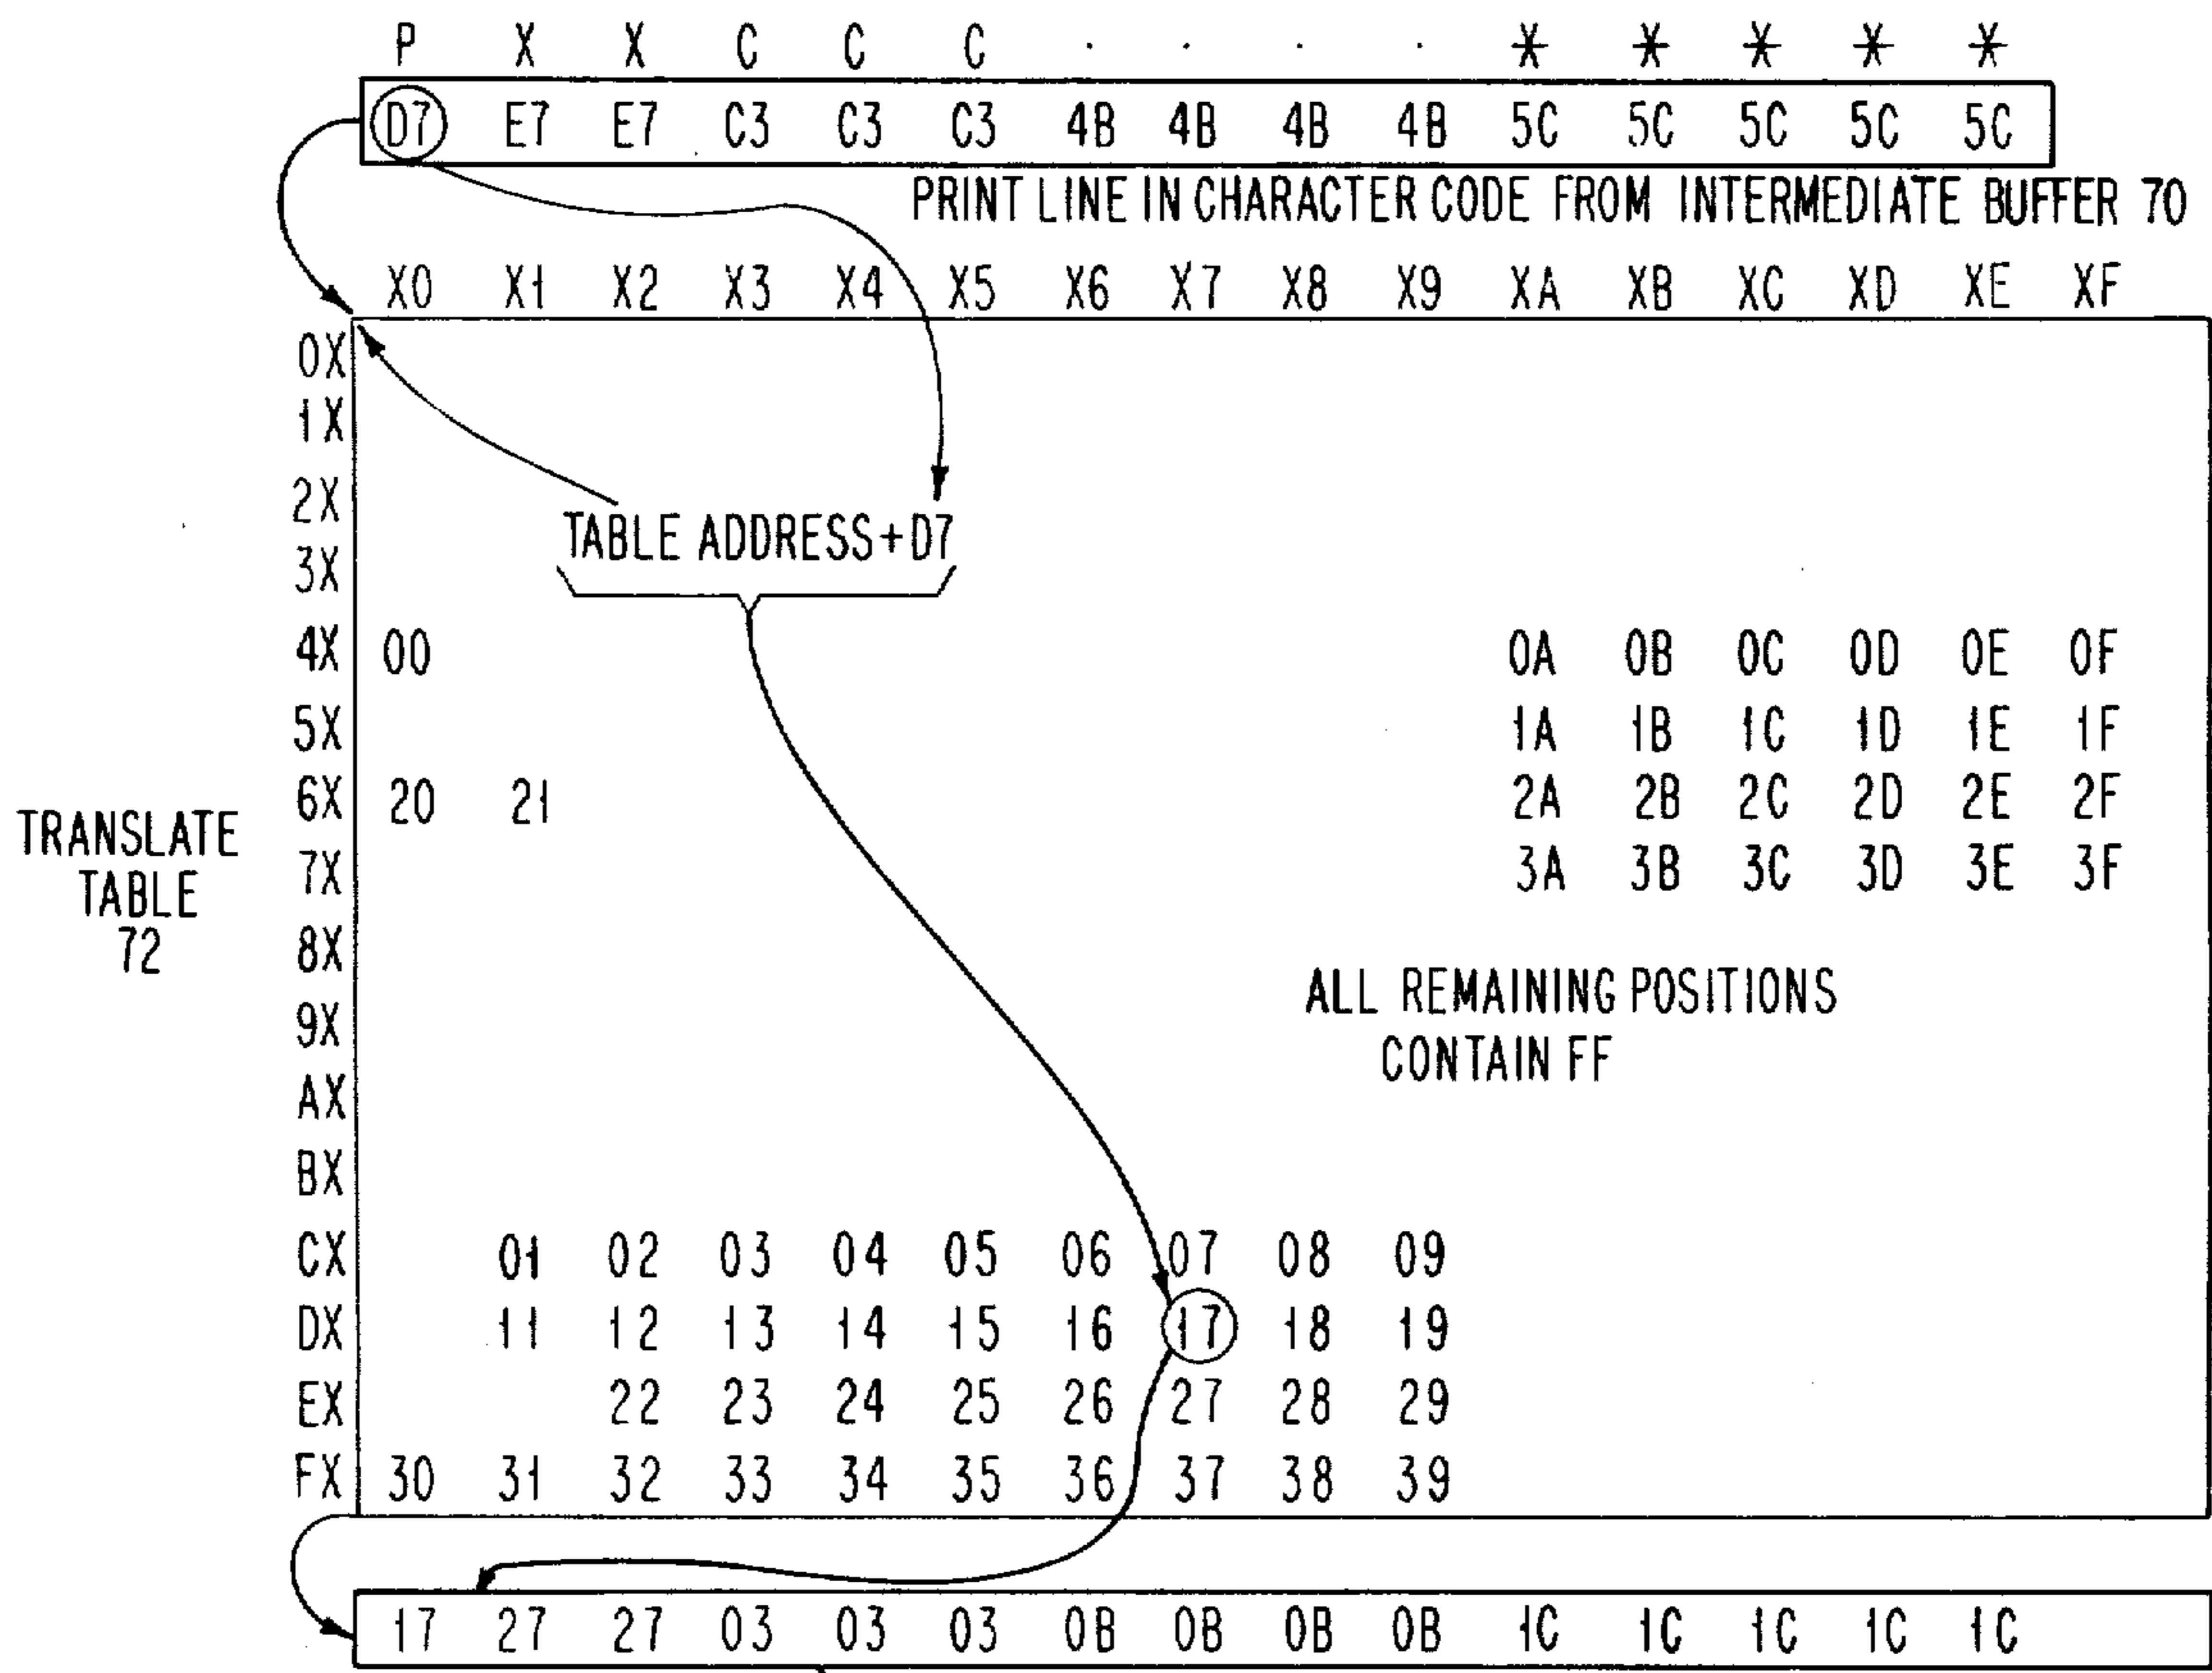 P X X C C C . . . . * * * * *
D7 E7 E7 C3 C3 C3 4B 4B 4B 4B 5C 5C 5C 5C 5C
PRINT LINE IN CHARACTER CODE FROM INTERMEDIATE BUFFER 70
X0 X1 X2 X3 X4 X5 X6 X7 X8 X9 XA XB XC XD XE XF
0X
1X
2X
TABLE ADDRESS+D7
3X
4X 00 0A 0B 0C 0D 0E 0F
5X 1A 1B 1C 1D 1E 1F
6X 20 21 2A 2B 2C 2D 2E 2F
7X 3A 3B 3C 3D 3E 3F
TRANSLATE
TABLE
72
8X
9X
ALL REMAINING POSITIONS
CONTAIN FF
AX
BX
CX 01 02 03 04 05 06 07 08 09
DX 11 12 13 14 15 16 17 18 19
EX 22 23 24 25 26 27 28 29
FX 30 31 32 33 34 35 36 37 38 39
17 27 27 03 03 03 0B 0B 0B 0B 1C 1C 1C 1C 1C